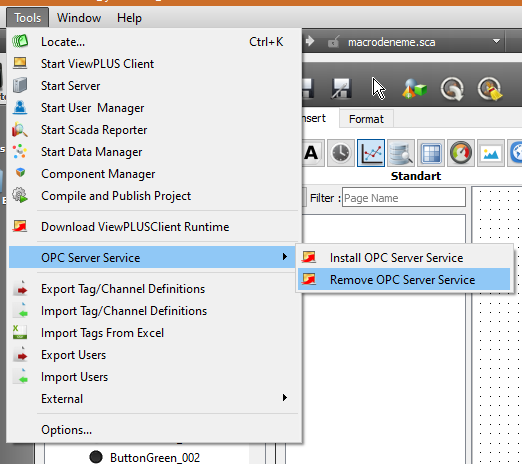 Tools Window Help
Locate... Ctrl+K
macrodeneme.sca
Start ViewPLUS Client
Start Server
Start User Manager
Start Scada Reporter
Start Data Manager
Component Manager
Compile and Publish Project
Format
A
Standart
Filter : Page Name
Download ViewPLUSClient Runtime
OPC Server Service
Install OPC Server Service
Remove OPC Server Service
Export Tag/Channel Definitions
Import Tag/Channel Definitions
Import Tags From Excel
Export Users
Import Users
External
Options...
ButtonGreen_002